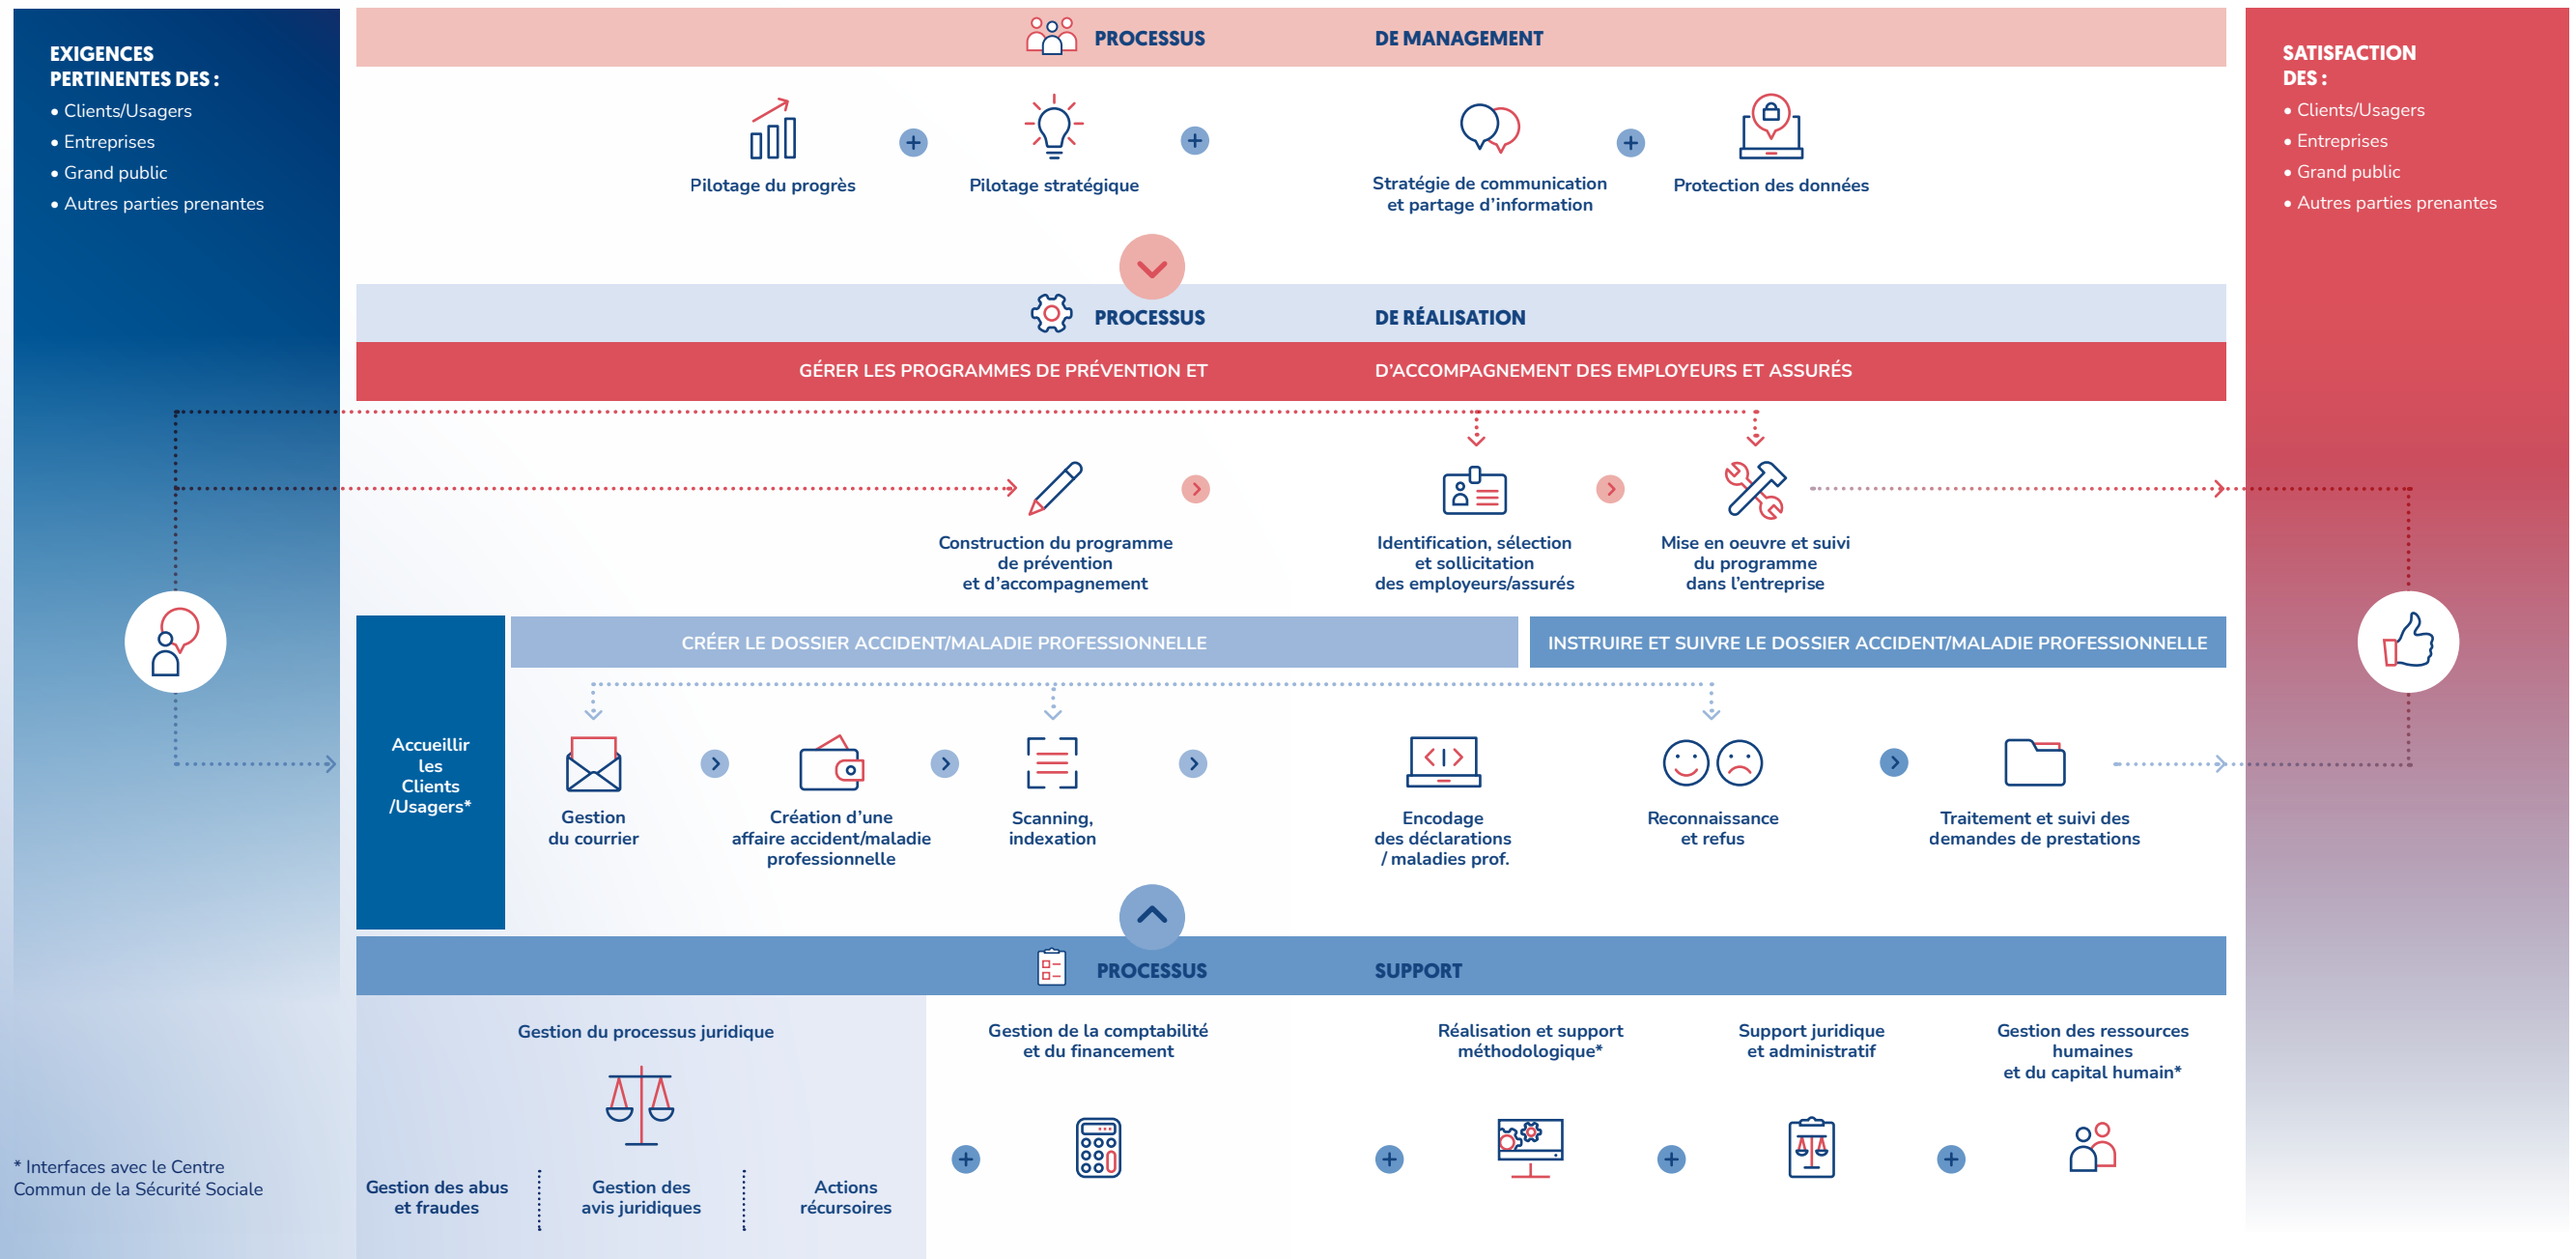 EXIGENCES
PERTINENTES DES :
• Clients/Usagers
• Entreprises
• Grand public
• Autres parties prenantes
PROCESSUS DE MANAGEMENT
Pilotage du progrès
Pilotage stratégique
Stratégie de communication
et partage d’information
Protection des données
PROCESSUS DE RÉALISATION
GÉRER LES PROGRAMMES DE PRÉVENTION ET D’ACCOMPAGNEMENT DES EMPLOYEURS ET ASSURÉS
Construction du programme
de prévention
et d’accompagnement
Identification, sélection
et sollicitation
des employeurs/assurés
Mise en oeuvre et suivi
du programme
dans l’entreprise
Accueillir
les
Clients
/Usagers*
CRÉER LE DOSSIER ACCIDENT/MALADIE PROFESSIONNELLE
INSTRUIRE ET SUIVRE LE DOSSIER ACCIDENT/MALADIE PROFESSIONNELLE
Gestion
du courrier
Création d’une
affaire accident/maladie
professionnelle
Scanning,
indexation
Encodage
des déclarations
/ maladies prof.
Reconnaissance
et refus
Traitement et suivi des
demandes de prestations
PROCESSUS SUPPORT
Gestion du processus juridique
Gestion des abus
et fraudes
Gestion des
avis juridiques
Actions
récursoires
Gestion de la comptabilité
et du financement
Réalisation et support
méthodologique*
Support juridique
et administratif
Gestion des ressources
humaines
et du capital humain*
* Interfaces avec le Centre
Commun de la Sécurité Sociale
SATISFACTION
DES :
• Clients/Usagers
• Entreprises
• Grand public
• Autres parties prenantes